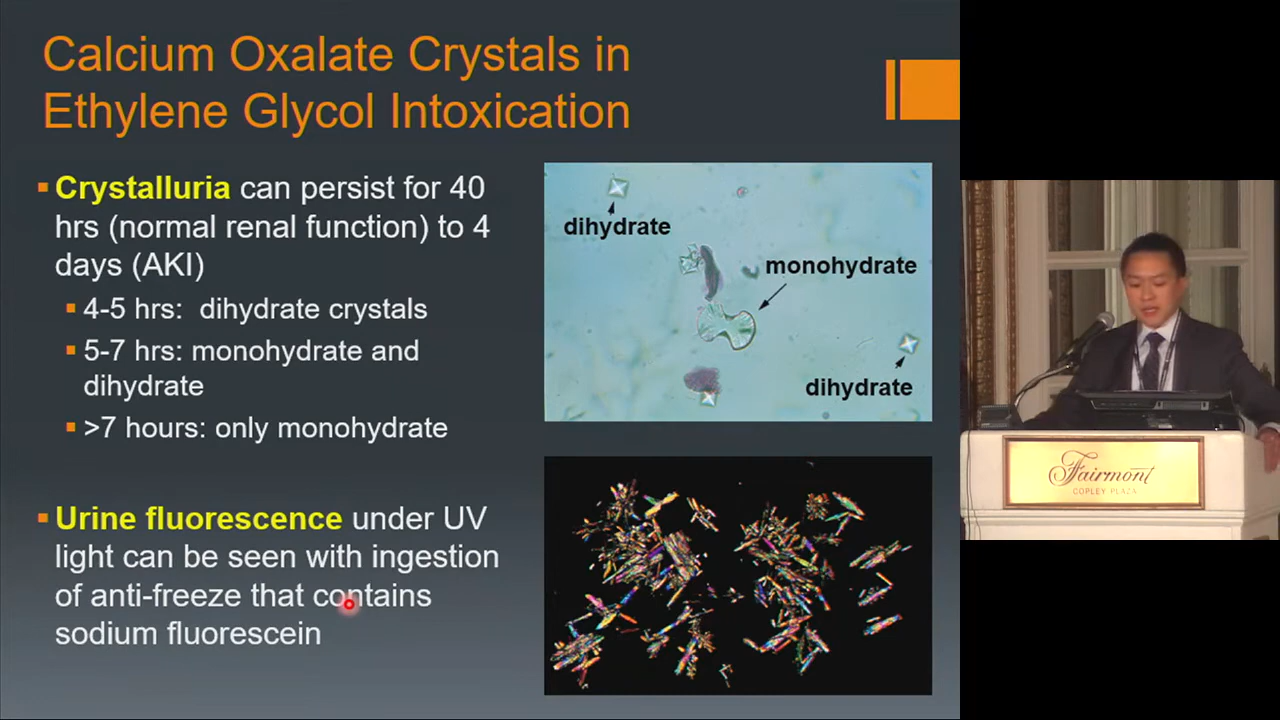 Calcium Oxalate Crystals in
Ethylene Glycol Intoxication
Crystalluria can persist for 40
hrs (normal renal function) to 4
days (AKI)
4-5 hrs: dihydrate crystals
5-7 hrs: monohydrate and
dihydrate
>7 hours: only monohydrate
Urine fluorescence under UV
light can be seen with ingestion
of anti-freeze that contains
sodium fluorescein
dihydrate
monohydrate
dihydrate
Fairmont
COPLEY PLAZA